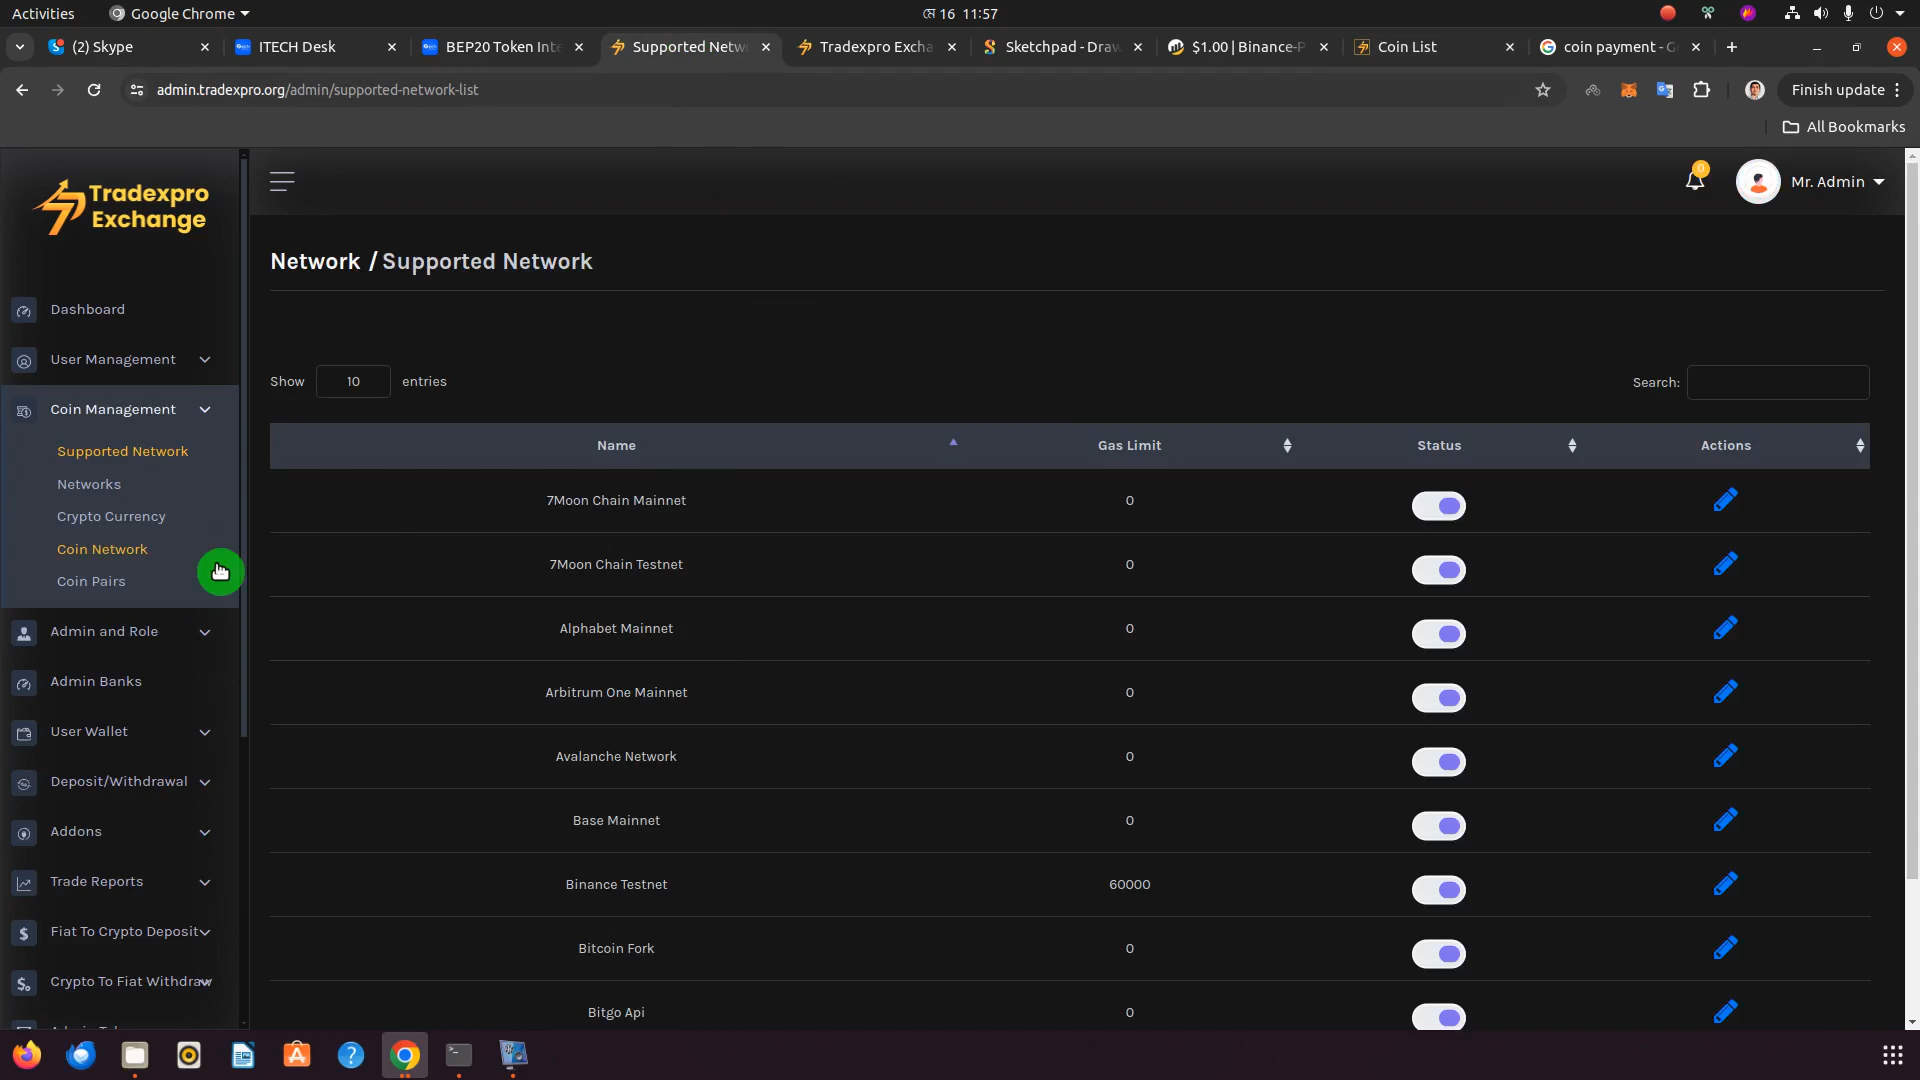 Activities
Google Chrome
মে 16 11:57
(2) Skype
ITECH Desk
BEP20 Token Inte
Supported Netw
Tradexpro Excha
Sketchpad - Draw
$1.00 | Binance-P
Coin List
coin payment - G
admin.tradexpro.org/admin/supported-network-list
Finish update
All Bookmarks
Tradexpro
Exchange
0
Mr. Admin
Network / Supported Network
Dashboard
User Management
Coin Management
Supported Network
Networks
Crypto Currency
Coin Network
Coin Pairs
Admin and Role
Admin Banks
User Wallet
Deposit/Withdrawal
Addons
Trade Reports
Fiat To Crypto Deposit
Crypto To Fiat Withdraw
Show 10 entries
Search:
Name Gas Limit Status Actions
7Moon Chain Mainnet 0
7Moon Chain Testnet 0
Alphabet Mainnet 0
Arbitrum One Mainnet 0
Avalanche Network 0
Base Mainnet 0
Binance Testnet 60000
Bitcoin Fork 0
Bitgo Api 0